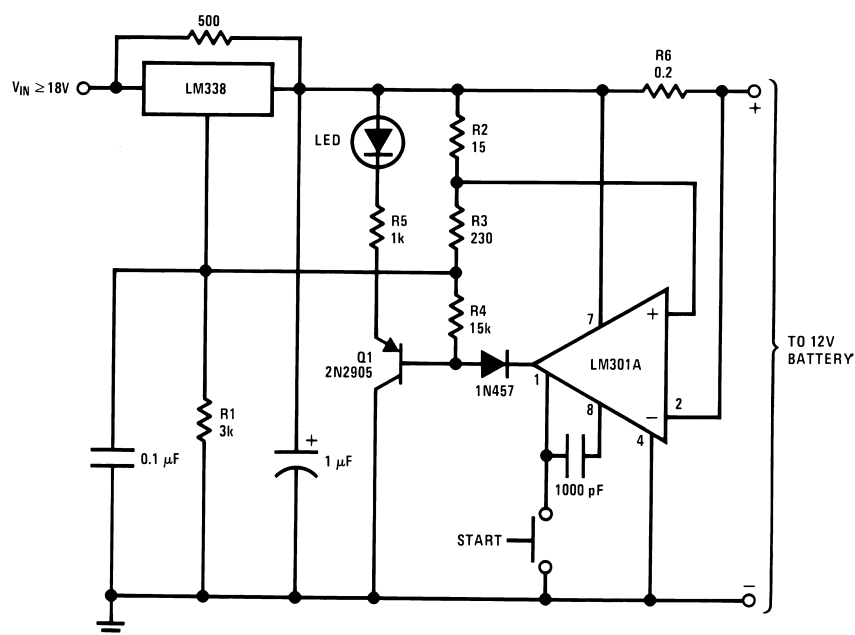 500
V_IN ≥ 18V
LM338
R6
0.2
+
LED
R2
15
R5
1k
R3
230
R4
15k
7
+
TO 12V
BATTERY
Q1
2N2905
LM301A
1N457
1
8
2
−
4
R1
3k
0.1 μF
+
1 μF
1000 pF
START
−